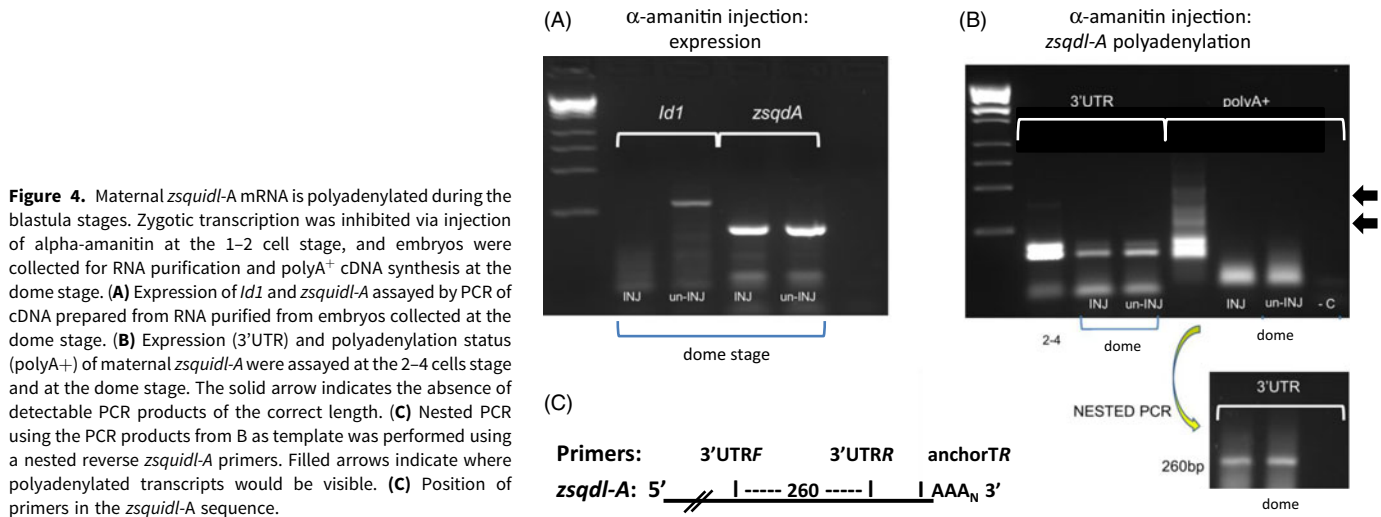 Figure 4. Maternal zsquidl-A mRNA is polyadenylated during the
blastula stages. Zygotic transcription was inhibited via injection
of alpha-amanitin at the 1–2 cell stage, and embryos were
collected for RNA purification and polyA+ cDNA synthesis at the
dome stage. (A) Expression of Id1 and zsquidl-A assayed by PCR of
cDNA prepared from RNA purified from embryos collected at the
dome stage. (B) Expression (3'UTR) and polyadenylation status
(polyA+) of maternal zsquidl-A were assayed at the 2–4 cells stage
and at the dome stage. The solid arrow indicates the absence of
detectable PCR products of the correct length. (C) Nested PCR
using the PCR products from B as template was performed using
a nested reverse zsquidl-A primers. Filled arrows indicate where
polyadenylated transcripts would be visible. (C) Position of
primers in the zsquidl-A sequence.
(A)
α-amanitin injection:
expression
Id1 zsqdA
INJ un-INJ INJ un-INJ
dome stage
(B)
α-amanitin injection:
zsqdl-A polyadenylation
3'UTR polyA+
INJ un-INJ INJ un-INJ - C
2-4 dome dome
NESTED PCR
3'UTR
260bp
dome
(C)
Primers: 3'UTRF 3'UTRR anchorTR
zsqdl-A: 5' I ----- 260 ----- I I AAAN 3'